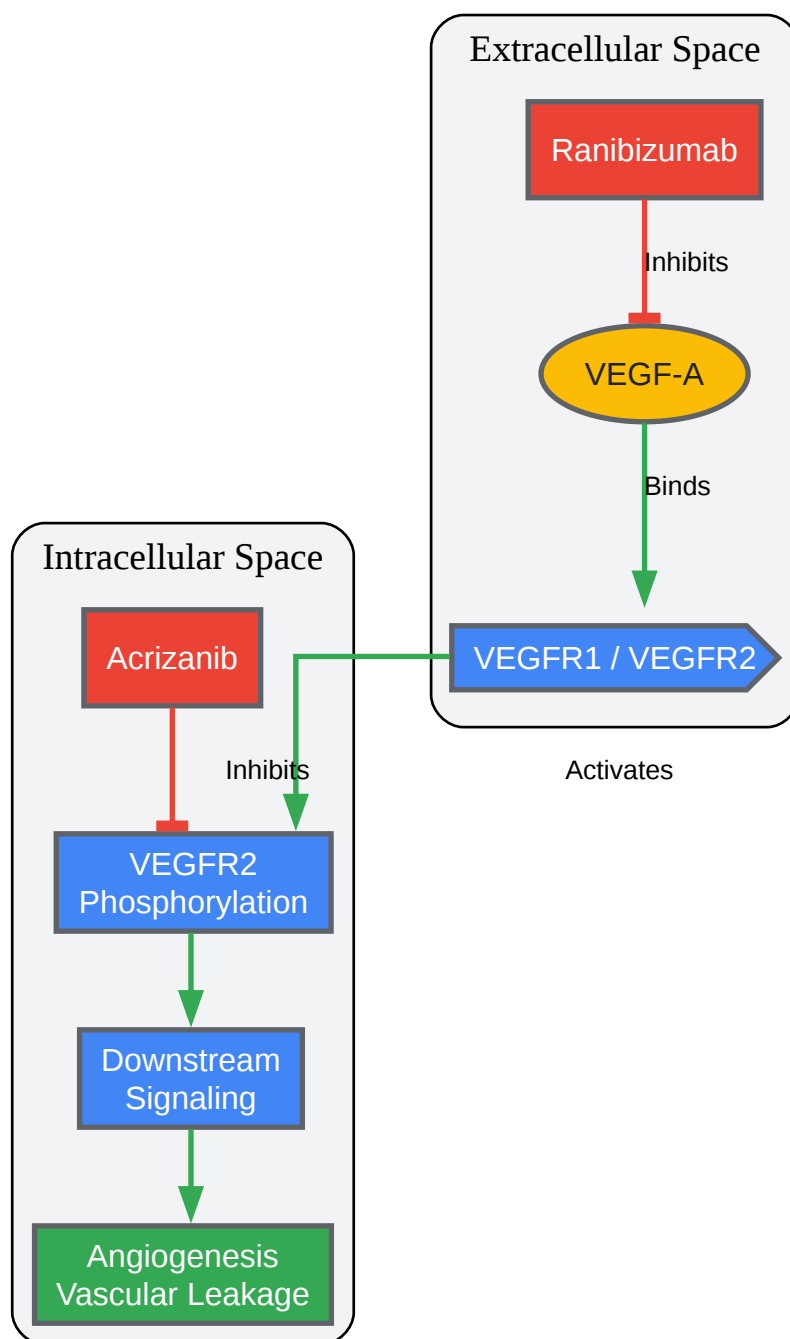 Extracellular Space
Ranibizumab
Inhibits
VEGF-A
Binds
VEGFR1 / VEGFR2
Activates
Intracellular Space
Acrizanib
Inhibits
VEGFR2
Phosphorylation
Downstream
Signaling
Angiogenesis
Vascular Leakage